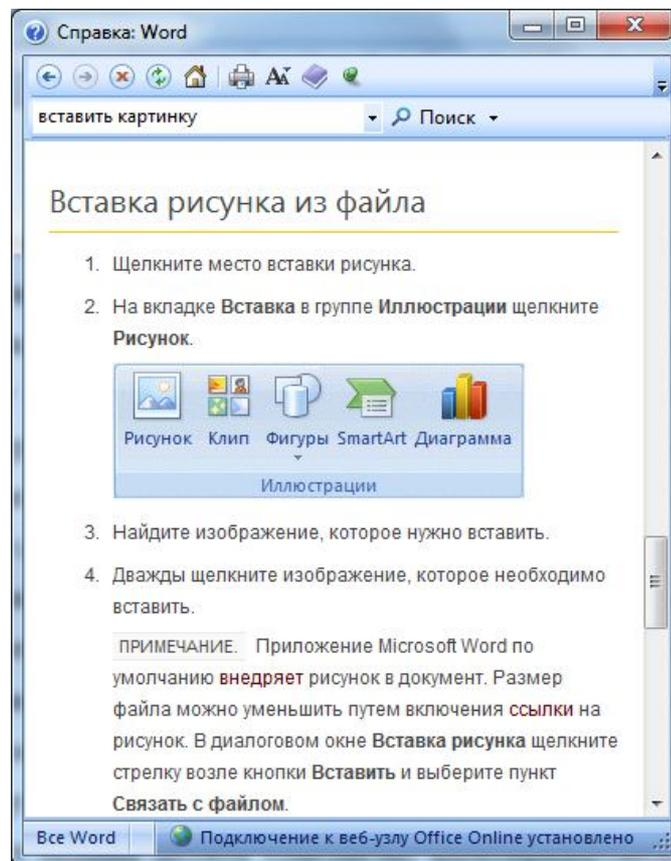 Справка: Word
вставить картинку
Поиск
Вставка рисунка из файла
1. Щелкните место вставки рисунка.
2. На вкладке Вставка в группе Иллюстрации щелкните
Рисунок.
Рисунок Клип Фигуры SmartArt Диаграмма
Иллюстрации
3. Найдите изображение, которое нужно вставить.
4. Дважды щелкните изображение, которое необходимо
вставить.
ПРИМЕЧАНИЕ. Приложение Microsoft Word по
умолчанию внедряет рисунок в документ. Размер
файла можно уменьшить путем включения ссылки на
рисунок. В диалоговом окне Вставка рисунка щелкните
стрелку возле кнопки Вставить и выберите пункт
Связать с файлом.
Все Word Подключение к веб-узлу Office Online установлено